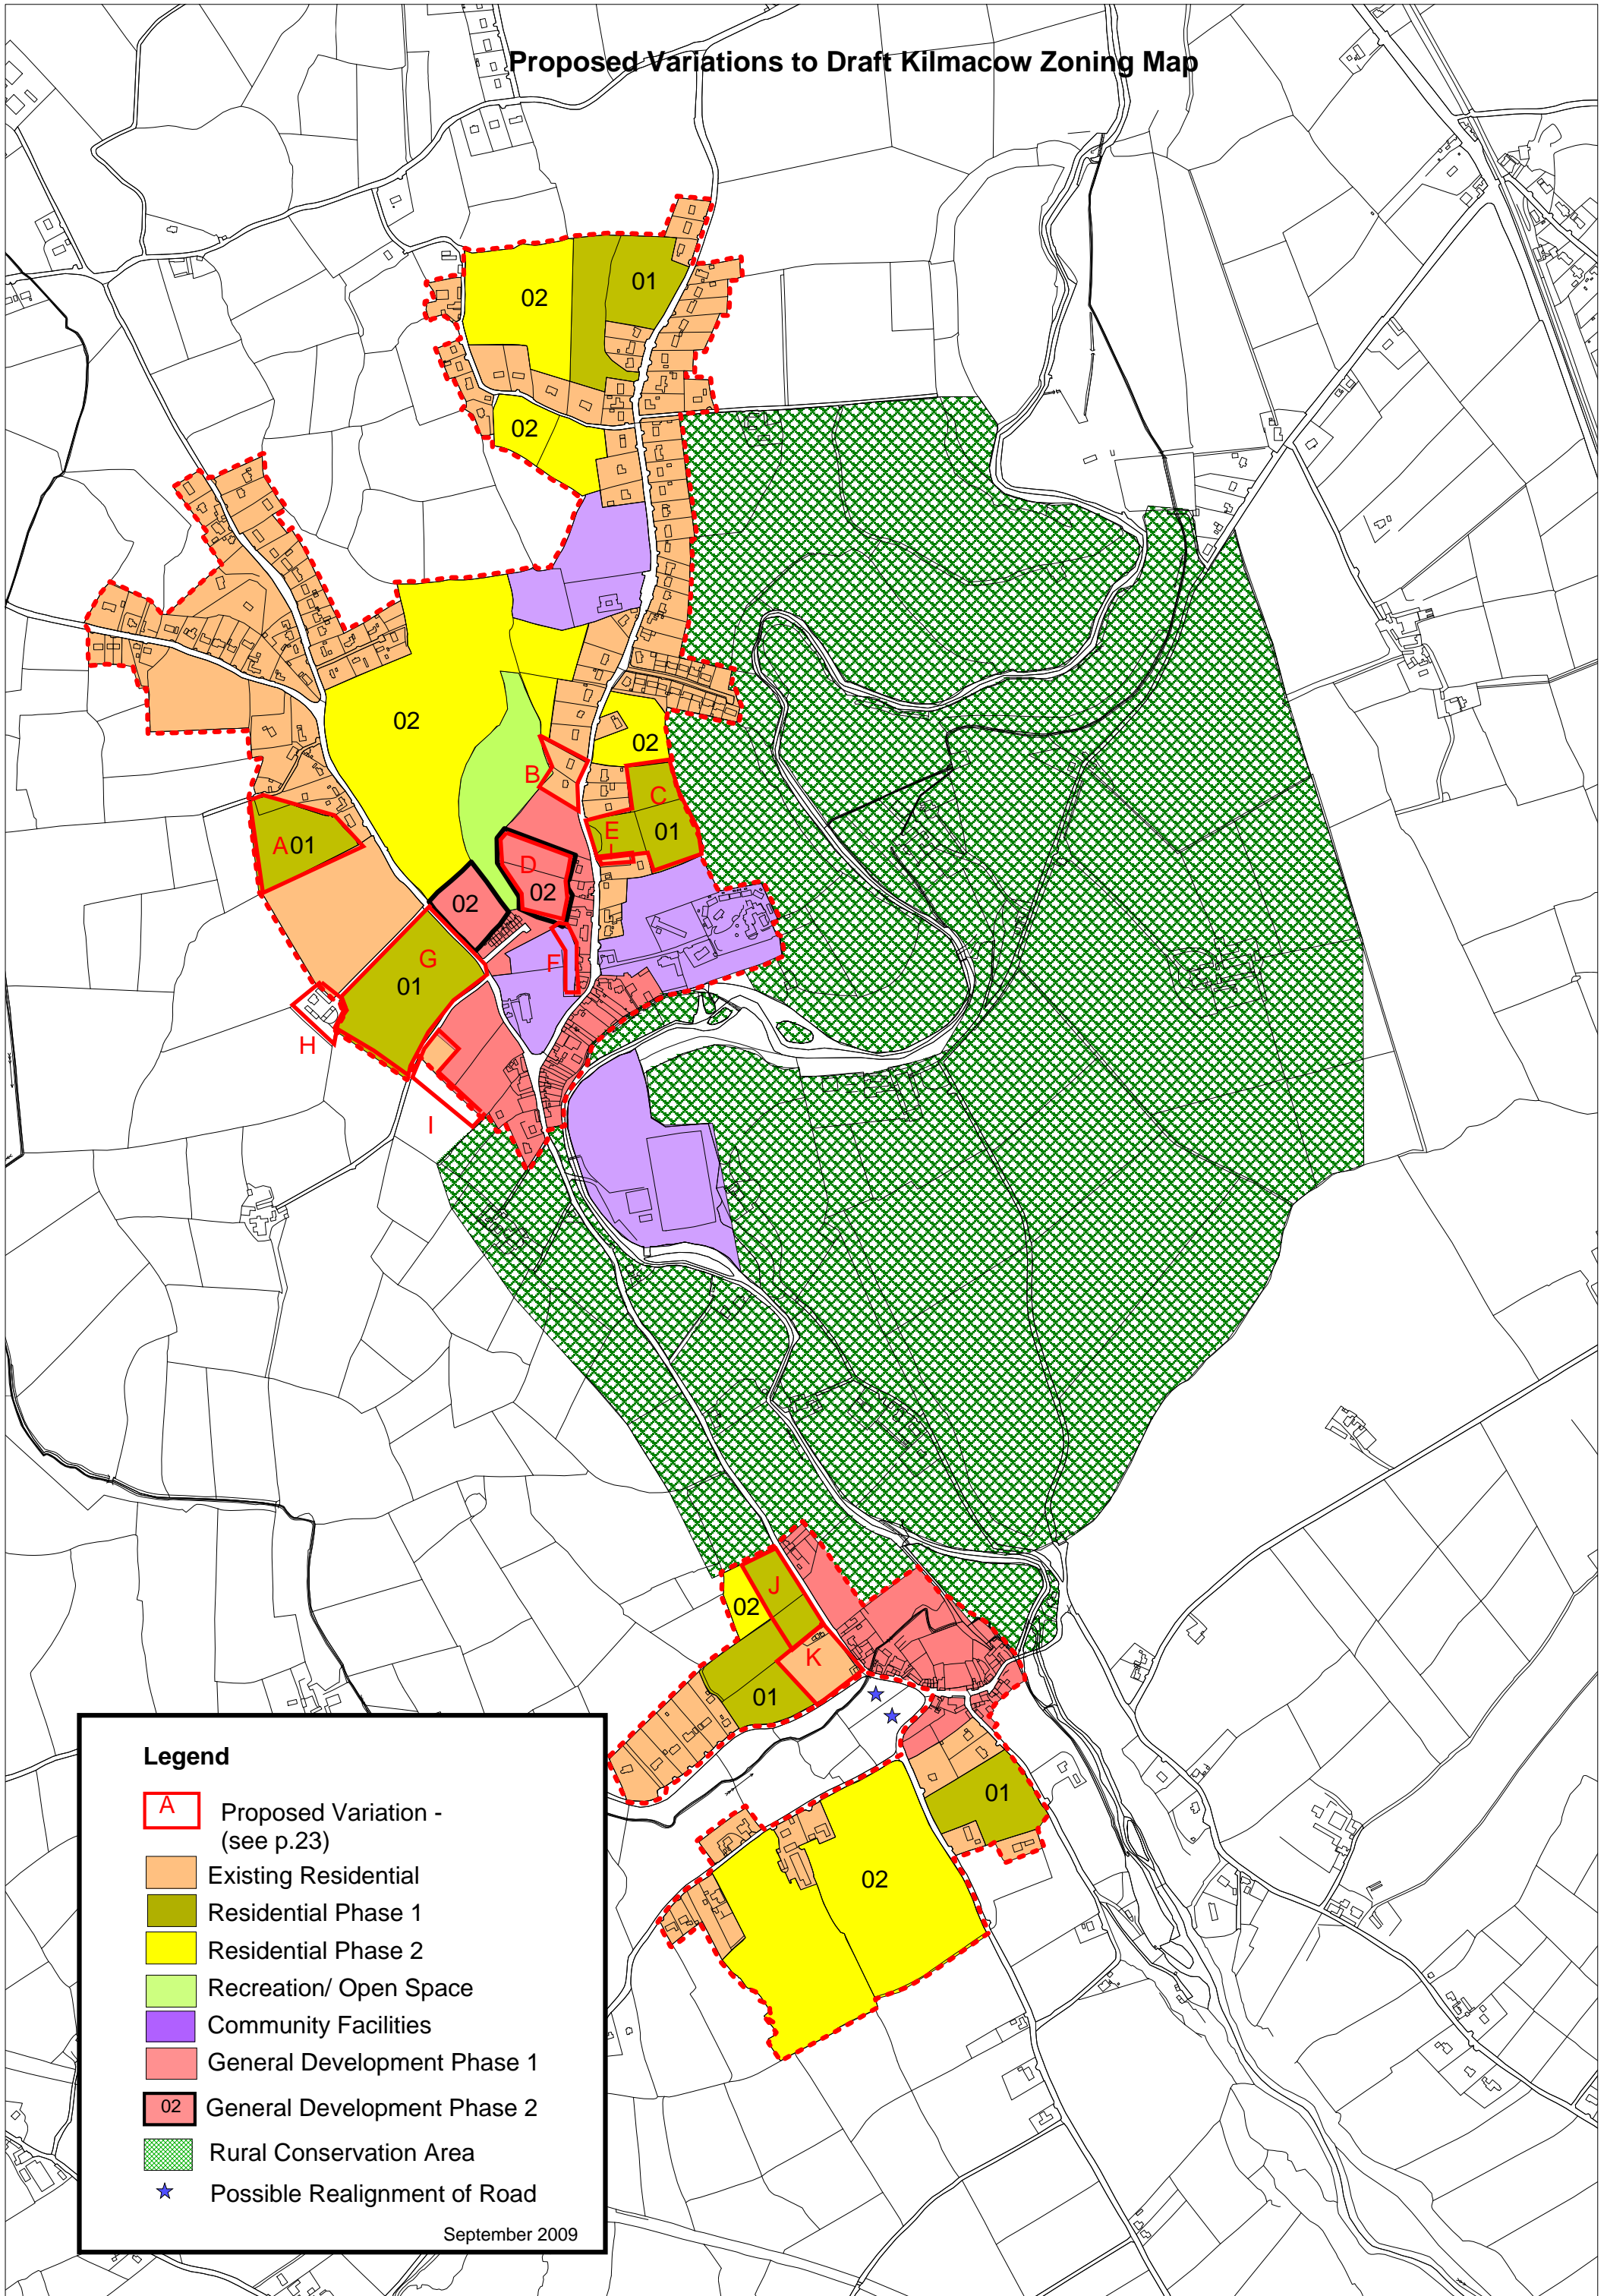 Proposed Variations to Draft Kilmacow Zoning Map
01
02
02
02
02
B
C
E
01
A 01
D
02
02
F
G
01
H
I
J
02
K
01
01
02
Legend
A Proposed Variation -
(see p.23)
Existing Residential
Residential Phase 1
Residential Phase 2
Recreation/ Open Space
Community Facilities
General Development Phase 1
02 General Development Phase 2
Rural Conservation Area
Possible Realignment of Road
September 2009